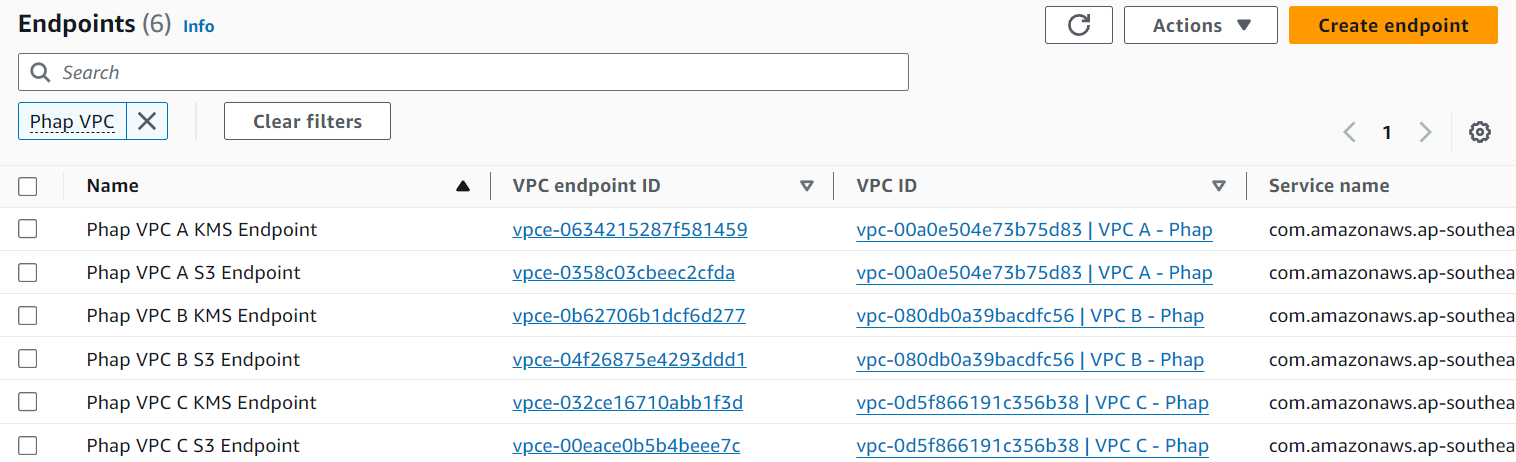 Endpoints (6) Info Actions Create endpoint
Search
Phap VPC Clear filters
1
Name VPC endpoint ID VPC ID Service name
Phap VPC A KMS Endpoint vpce-0634215287f581459 vpc-00a0e504e73b75d83 | VPC A - Phap com.amazonaws.ap-southea
Phap VPC A S3 Endpoint vpce-0358c03cbeec2cfda vpc-00a0e504e73b75d83 | VPC A - Phap com.amazonaws.ap-southea
Phap VPC B KMS Endpoint vpce-0b62706b1dcf6d277 vpc-080db0a39bacdfc56 | VPC B - Phap com.amazonaws.ap-southea
Phap VPC B S3 Endpoint vpce-04f26875e4293ddd1 vpc-080db0a39bacdfc56 | VPC B - Phap com.amazonaws.ap-southea
Phap VPC C KMS Endpoint vpce-032ce16710abb1f3d vpc-0d5f866191c356b38 | VPC C - Phap com.amazonaws.ap-southea
Phap VPC C S3 Endpoint vpce-00eace0b5b4beee7c vpc-0d5f866191c356b38 | VPC C - Phap com.amazonaws.ap-southea